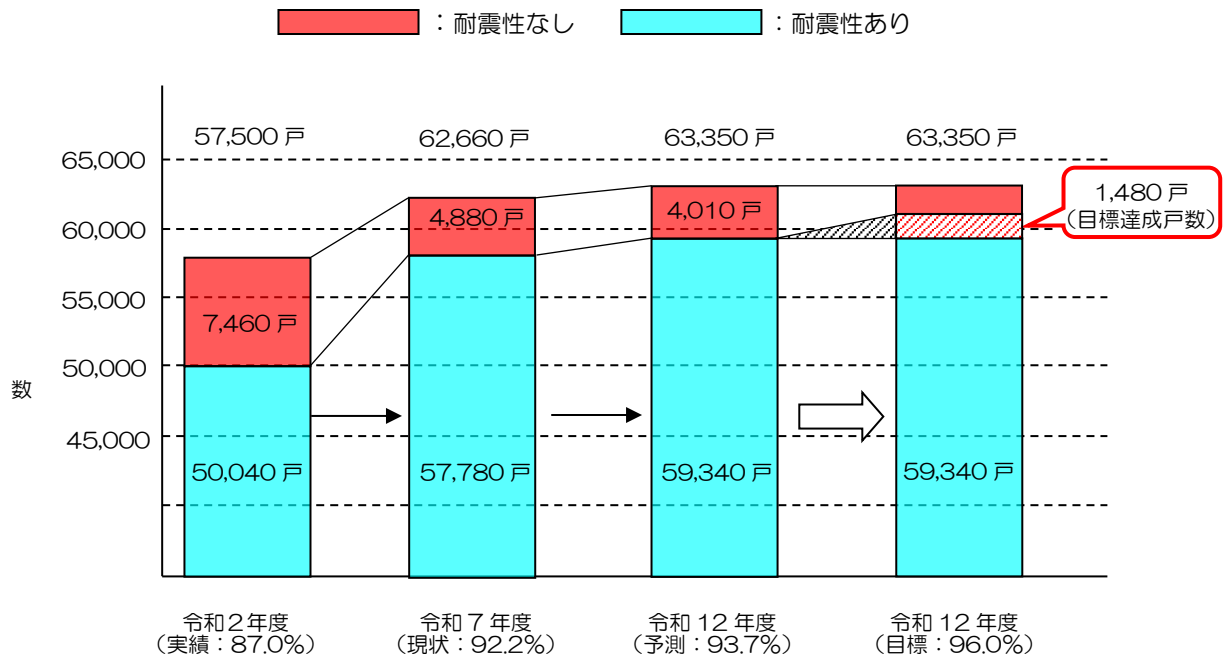 ：耐震性なし ：耐震性あり
57,500 戸 62,660 戸 63,350 戸 63,350 戸
65,000
1,480 戸
（目標達成戸数）
4,880 戸 4,010 戸
60,000
55,000
7,460 戸
50,000
数
45,000
50,040 戸 57,780 戸 59,340 戸 59,340 戸
令和２年度 令和 7 年度 令和 12 年度 令和 12 年度
（実績：87.0%） （現状：92.2%） （予測：93.7%） （目標：96.0%）